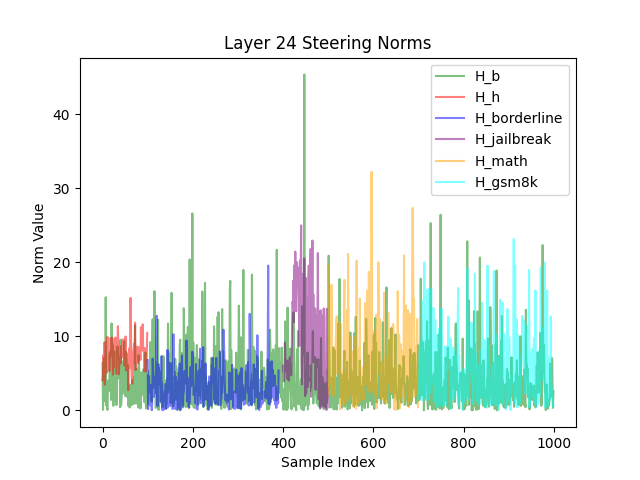 Layer 24 Steering Norms
H_b
H_h
H_borderline
H_jailbreak
H_math
H_gsm8k
Norm Value
40
30
20
10
0
0 200 400 600 800 1000
Sample Index